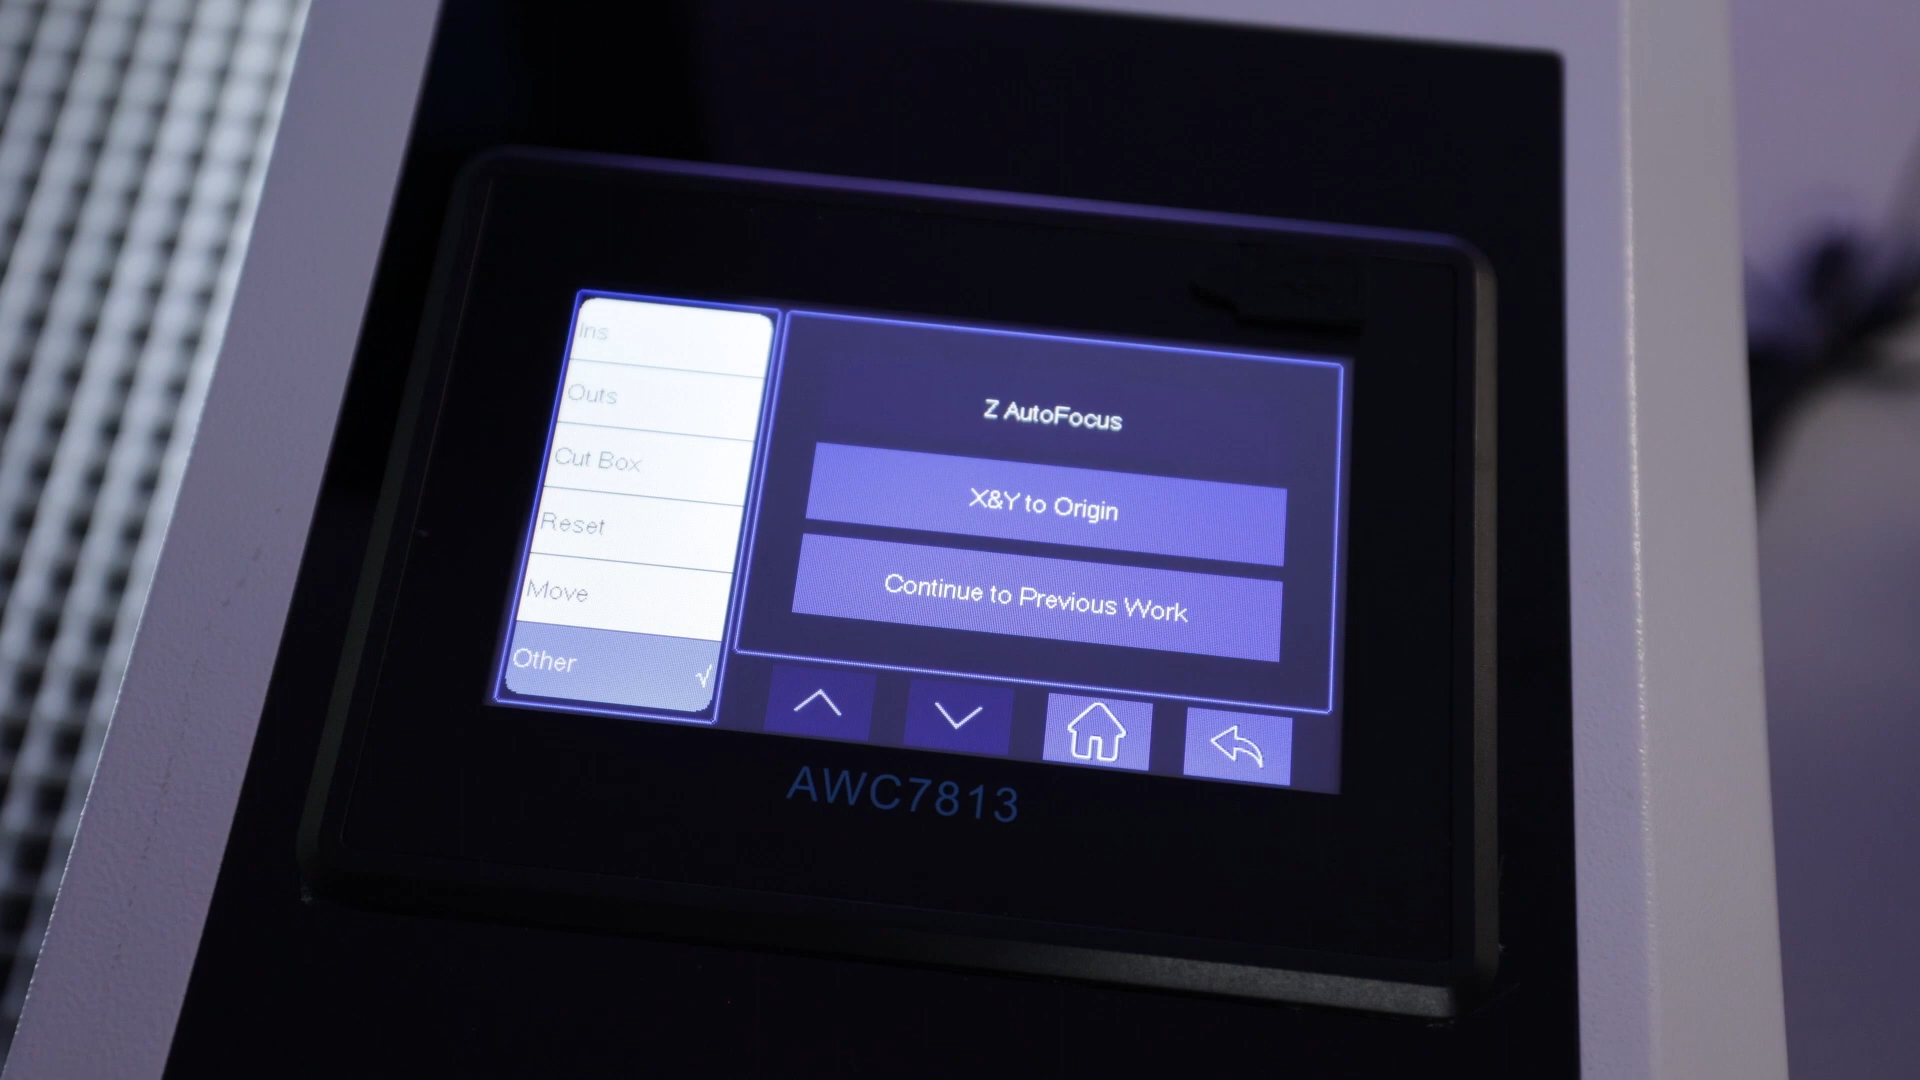 Ins
Outs
Cut Box
Reset
Move
Other √
Z AutoFocus
X&Y to Origin
Continue to Previous Work
AWC7813